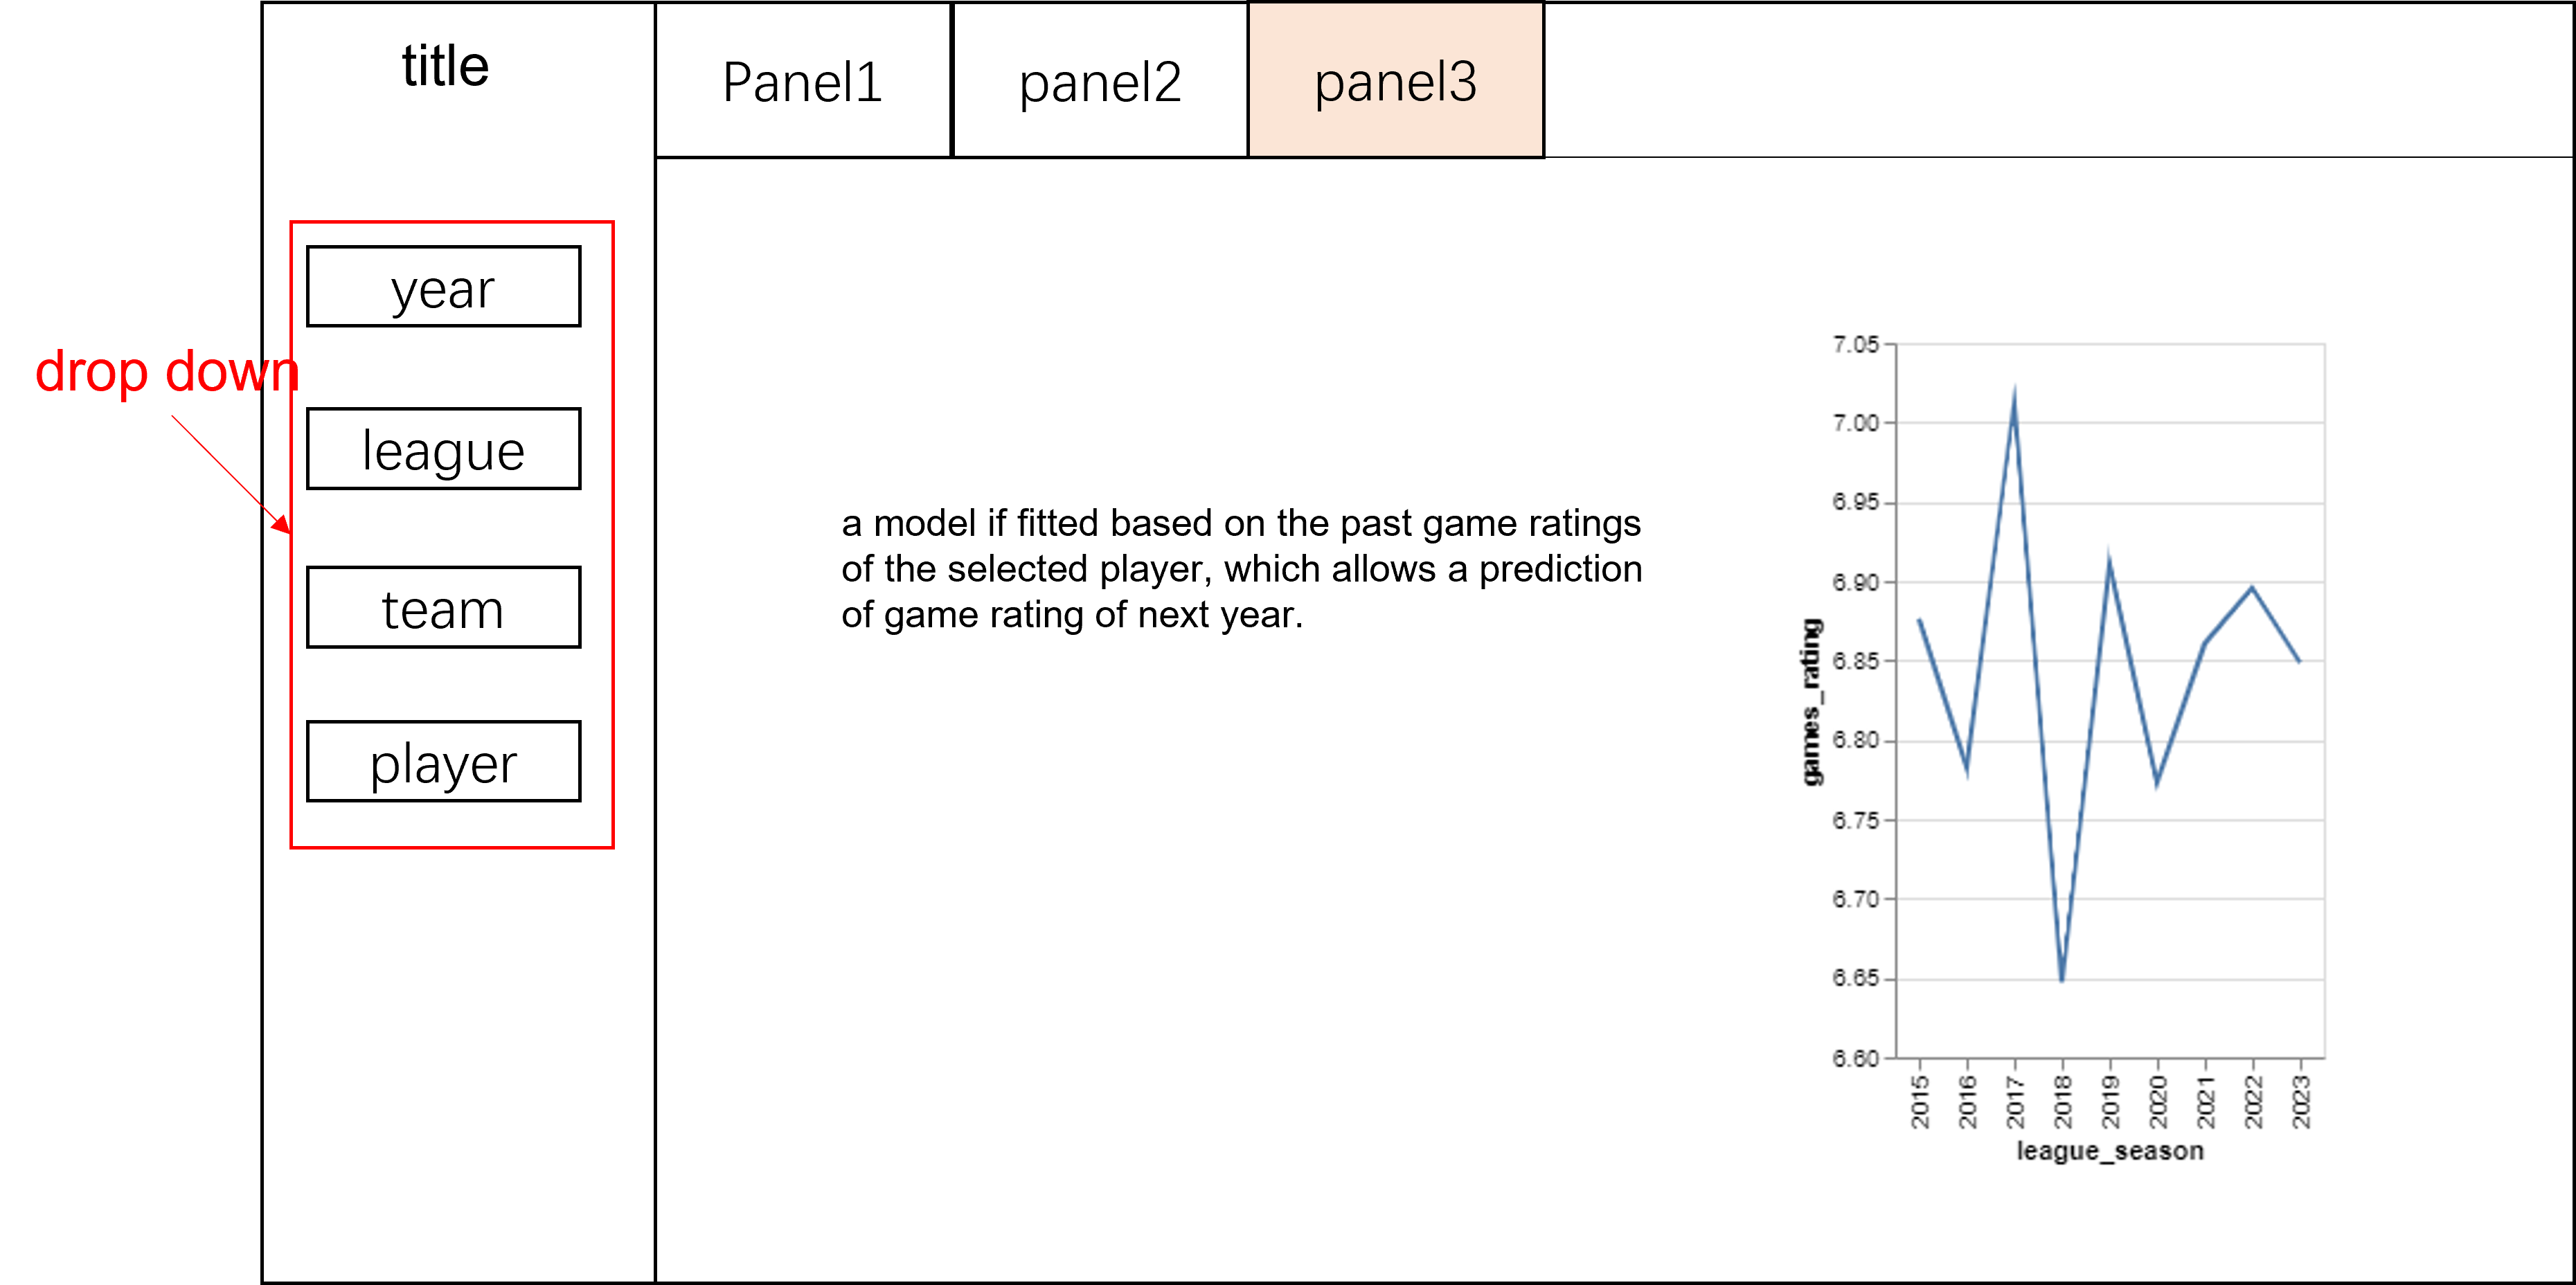 title
Panel1
panel2
panel3
drop down
year
league
team
player
a model if fitted based on the past game ratings
of the selected player, which allows a prediction
of game rating of next year.
games_rating
7.05
7.00
6.95
6.90
6.85
6.80
6.75
6.70
6.65
6.60
2015
2016
2017
2018
2019
2020
2021
2022
2023
league_season